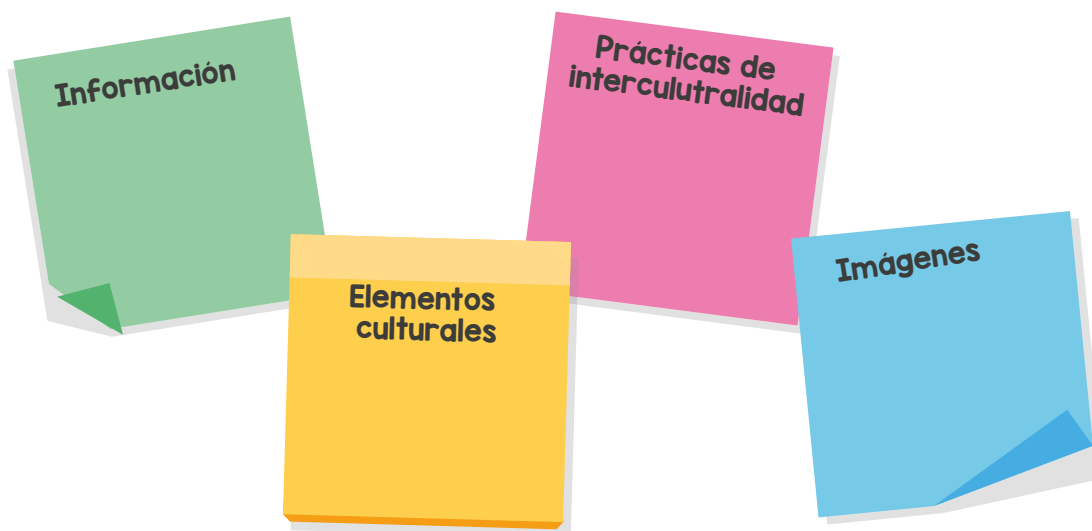 Información
Prácticas de
interculutralidad
Elementos
culturales
Imágenes